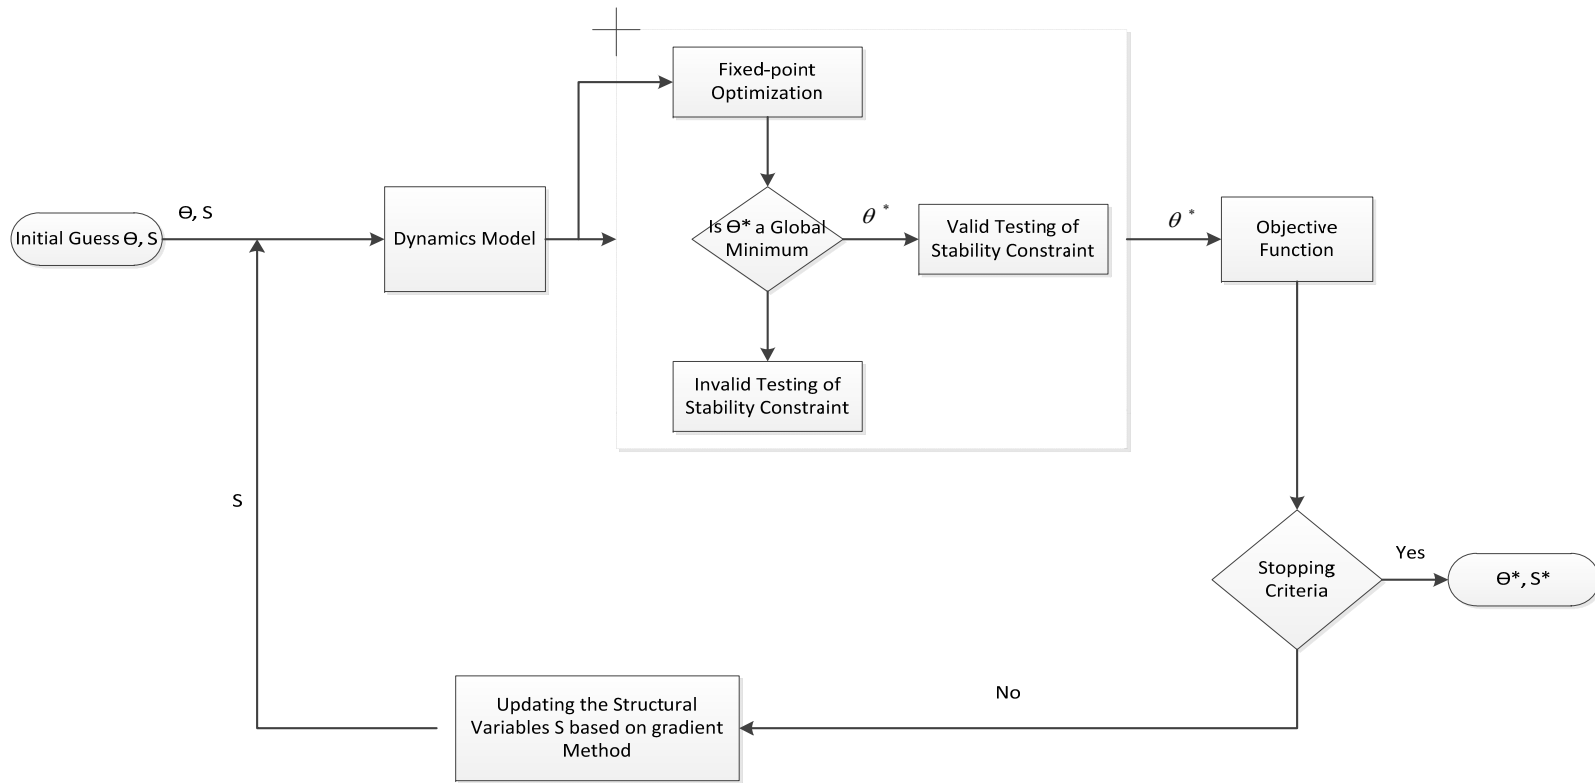 Fixed-point
Optimization
Initial Guess ϴ, S
ϴ, S
Dynamics Model
Is ϴ* a Global
Minimum
θ *
Valid Testing of
Stability Constraint
θ *
Objective
Function
Invalid Testing of
Stability Constraint
S
Stopping
Criteria
Yes
ϴ*, S*
No
Updating the Structural
Variables S based on gradient
Method